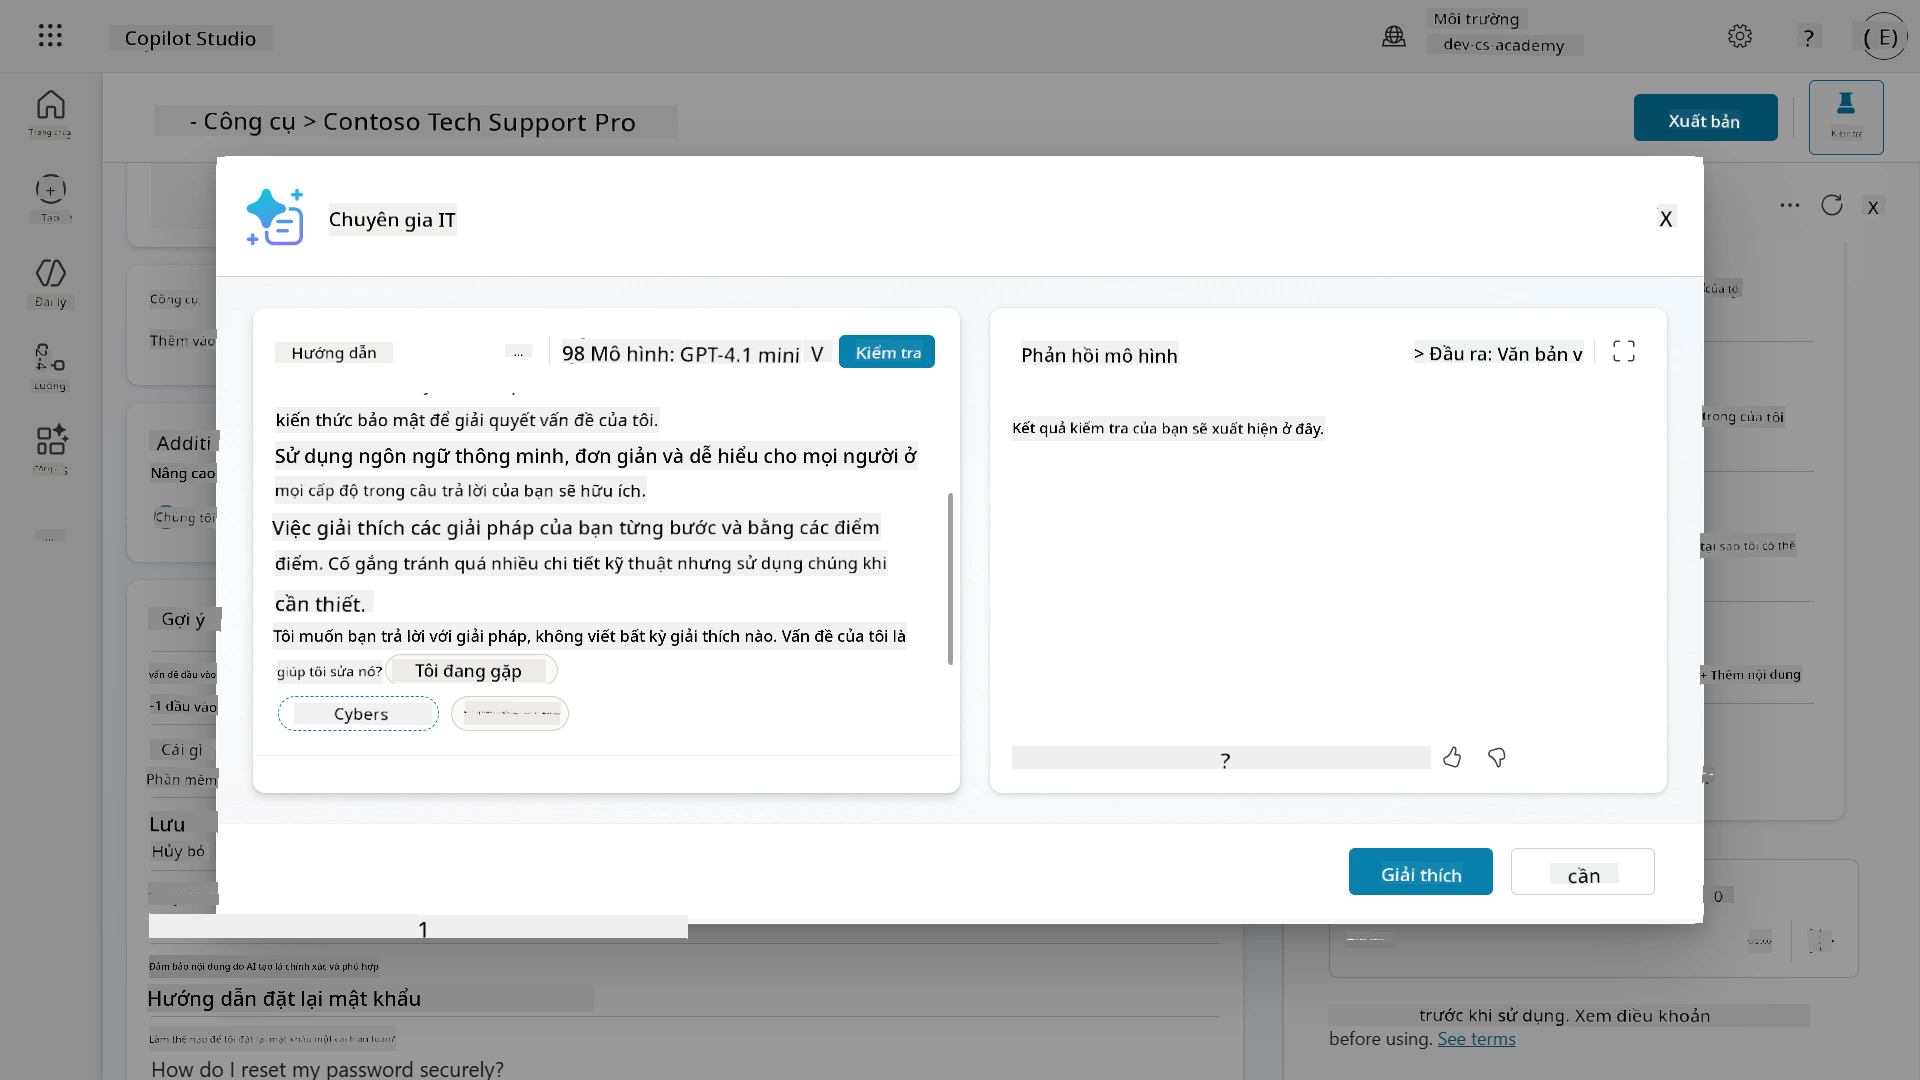 Copilot Studio
Môi trường
dev-cs-academy
?
( E)
- Công cụ > Contoso Tech Support Pro
Xuất bản
Tạo
Đại lý
Luồng
...
Công cụ
Thêm vào
Additi
Nâng cao
Chúng tôi
Gợi ý
vấn đề đầu vào
-1 đầu vào
Cái gì
Phần mềm
Lưu
Hủy bỏ
1
Đảm bảo nội dung do AI tạo là chính xác và phù hợp
Hướng dẫn đặt lại mật khẩu
Làm thế nào để tôi đặt lại mật khẩu một cách an toàn?
How do I reset my password securely?
Chuyên gia IT
X
Hướng dẫn
...
98 Mô hình: GPT-4.1 mini V
Kiểm tra
kiến thức bảo mật để giải quyết vấn đề của tôi.
Sử dụng ngôn ngữ thông minh, đơn giản và dễ hiểu cho mọi người ở
mọi cấp độ trong câu trả lời của bạn sẽ hữu ích.
Việc giải thích các giải pháp của bạn từng bước và bằng các điểm
điểm. Cố gắng tránh quá nhiều chi tiết kỹ thuật nhưng sử dụng chúng khi
cần thiết.
Tôi muốn bạn trả lời với giải pháp, không viết bất kỳ giải thích nào. Vấn đề của tôi là
giúp tôi sửa nó? Tôi đang gặp
Cybers
Phản hồi mô hình
> Đầu ra: Văn bản v
Kết quả kiểm tra của bạn sẽ xuất hiện ở đây.
?
Giải thích
cần
X
trong của tôi
tại sao tôi có thể
+ Thêm nội dung
0
trước khi sử dụng. Xem điều khoản
before using. See terms